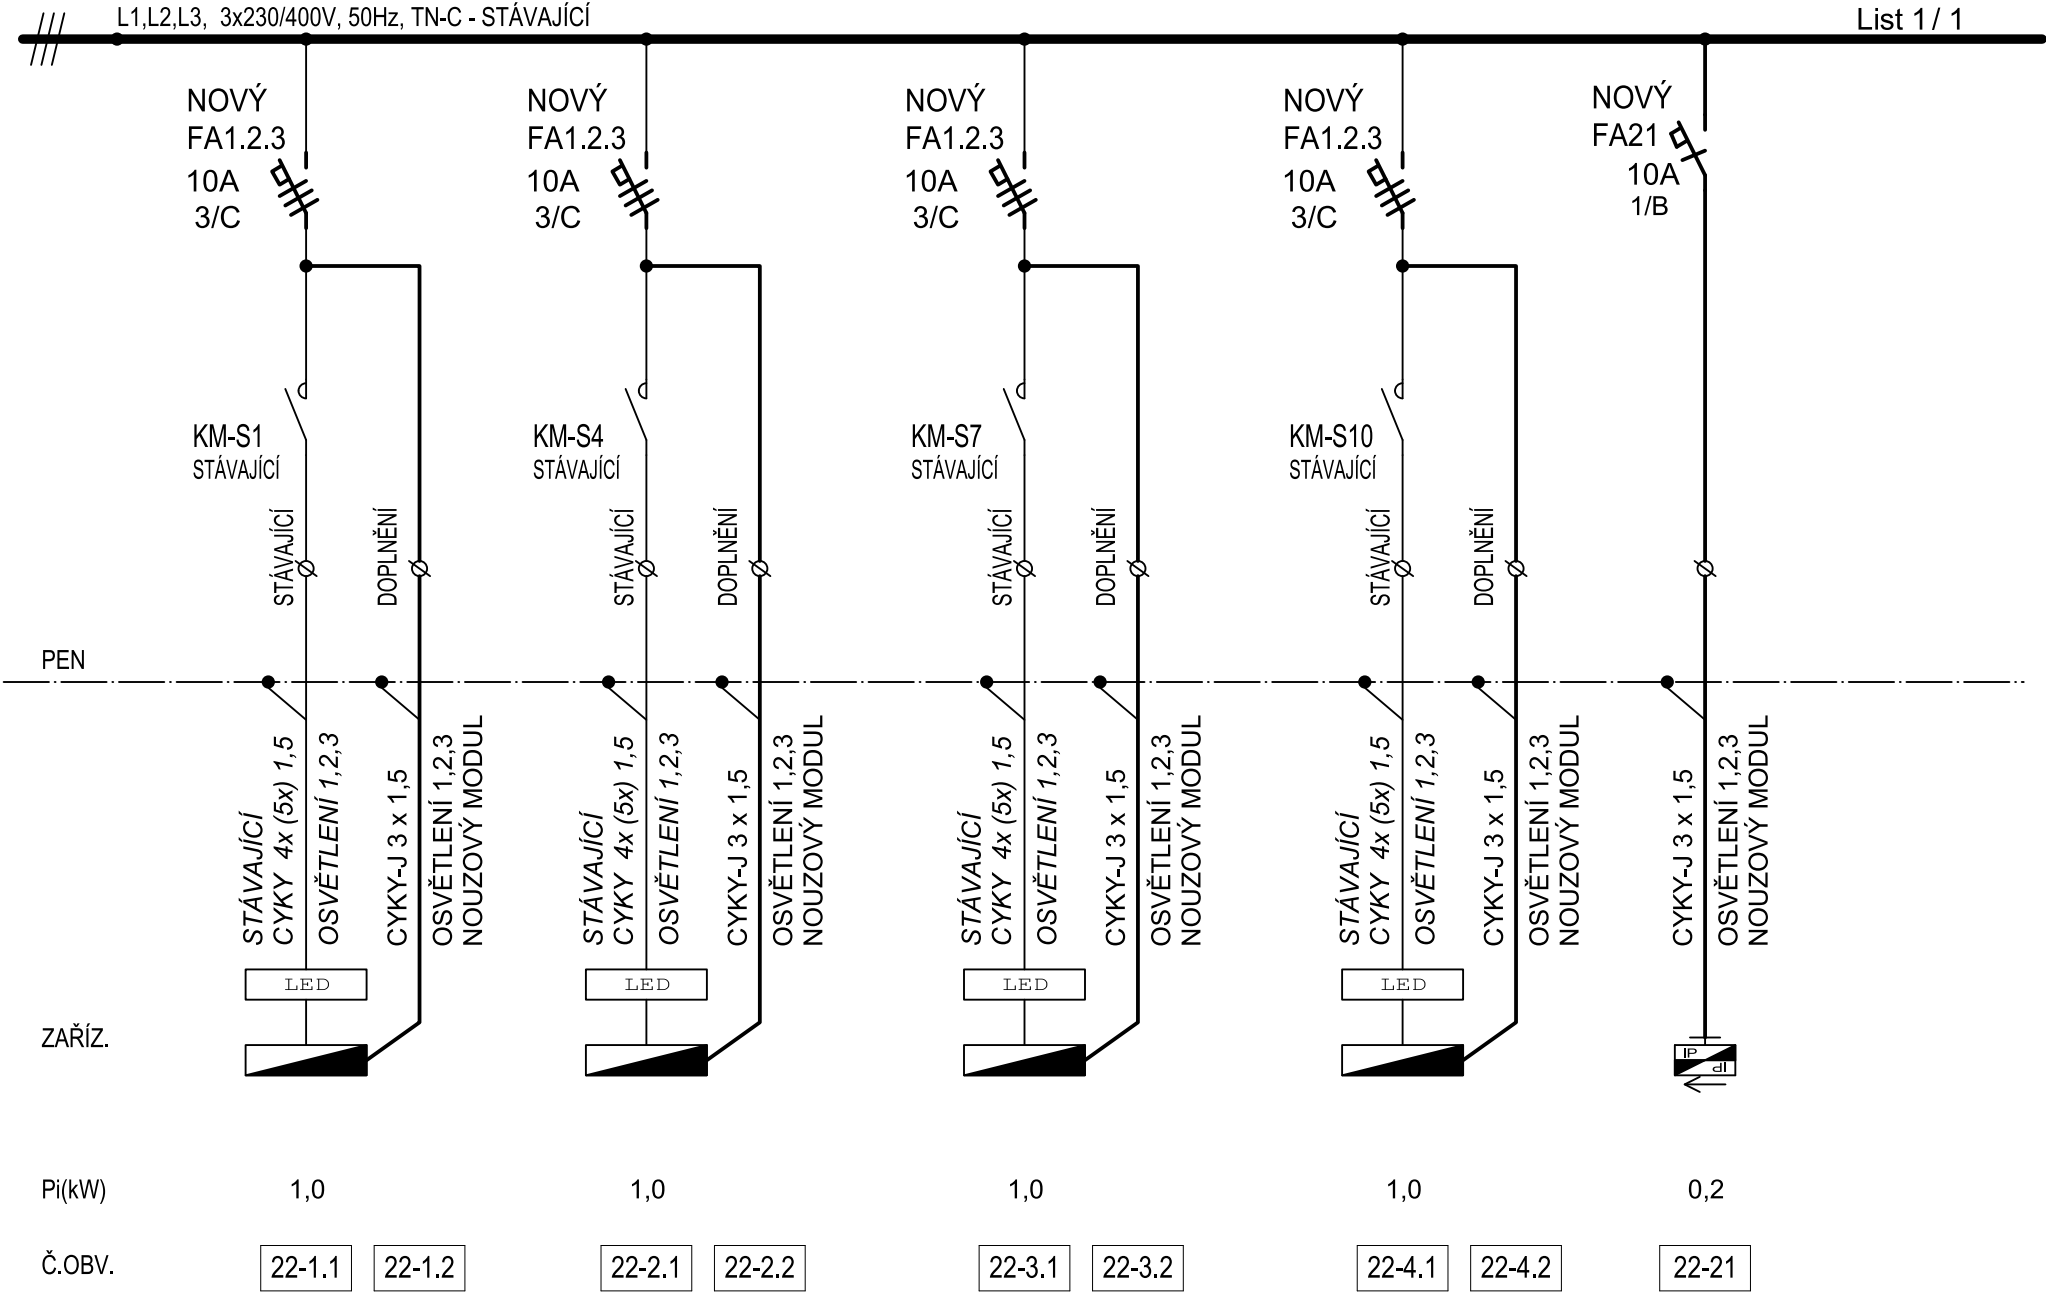 L1,L2,L3, 3x230/400V, 50Hz, TN-C - STÁVAJÍCÍ
List 1 / 1
NOVÝ
FA1.2.3
10A
3/C
NOVÝ
FA1.2.3
10A
3/C
NOVÝ
FA1.2.3
10A
3/C
NOVÝ
FA1.2.3
10A
3/C
NOVÝ
FA21
10A
1/B
KM-S1
STÁVAJÍCÍ
KM-S4
STÁVAJÍCÍ
KM-S7
STÁVAJÍCÍ
KM-S10
STÁVAJÍCÍ
STÁVAJÍCÍ
DOPLNĚNÍ
STÁVAJÍCÍ
DOPLNĚNÍ
STÁVAJÍCÍ
DOPLNĚNÍ
STÁVAJÍCÍ
DOPLNĚNÍ
PEN
STÁVAJÍCÍ
CYKY 4x (5x) 1,5
OSVĚTLENÍ 1,2,3
CYKY-J 3 x 1,5
OSVĚTLENÍ 1,2,3
NOUZOVÝ MODUL
STÁVAJÍCÍ
CYKY 4x (5x) 1,5
OSVĚTLENÍ 1,2,3
CYKY-J 3 x 1,5
OSVĚTLENÍ 1,2,3
NOUZOVÝ MODUL
STÁVAJÍCÍ
CYKY 4x (5x) 1,5
OSVĚTLENÍ 1,2,3
CYKY-J 3 x 1,5
OSVĚTLENÍ 1,2,3
NOUZOVÝ MODUL
STÁVAJÍCÍ
CYKY 4x (5x) 1,5
OSVĚTLENÍ 1,2,3
CYKY-J 3 x 1,5
OSVĚTLENÍ 1,2,3
NOUZOVÝ MODUL
CYKY-J 3 x 1,5
OSVĚTLENÍ 1,2,3
NOUZOVÝ MODUL
LED
LED
LED
LED
ZAŘÍZ.
IP
IP
Pi(kW)
1,0
1,0
1,0
1,0
0,2
Č.OBV.
22-1.1
22-1.2
22-2.1
22-2.2
22-3.1
22-3.2
22-4.1
22-4.2
22-21